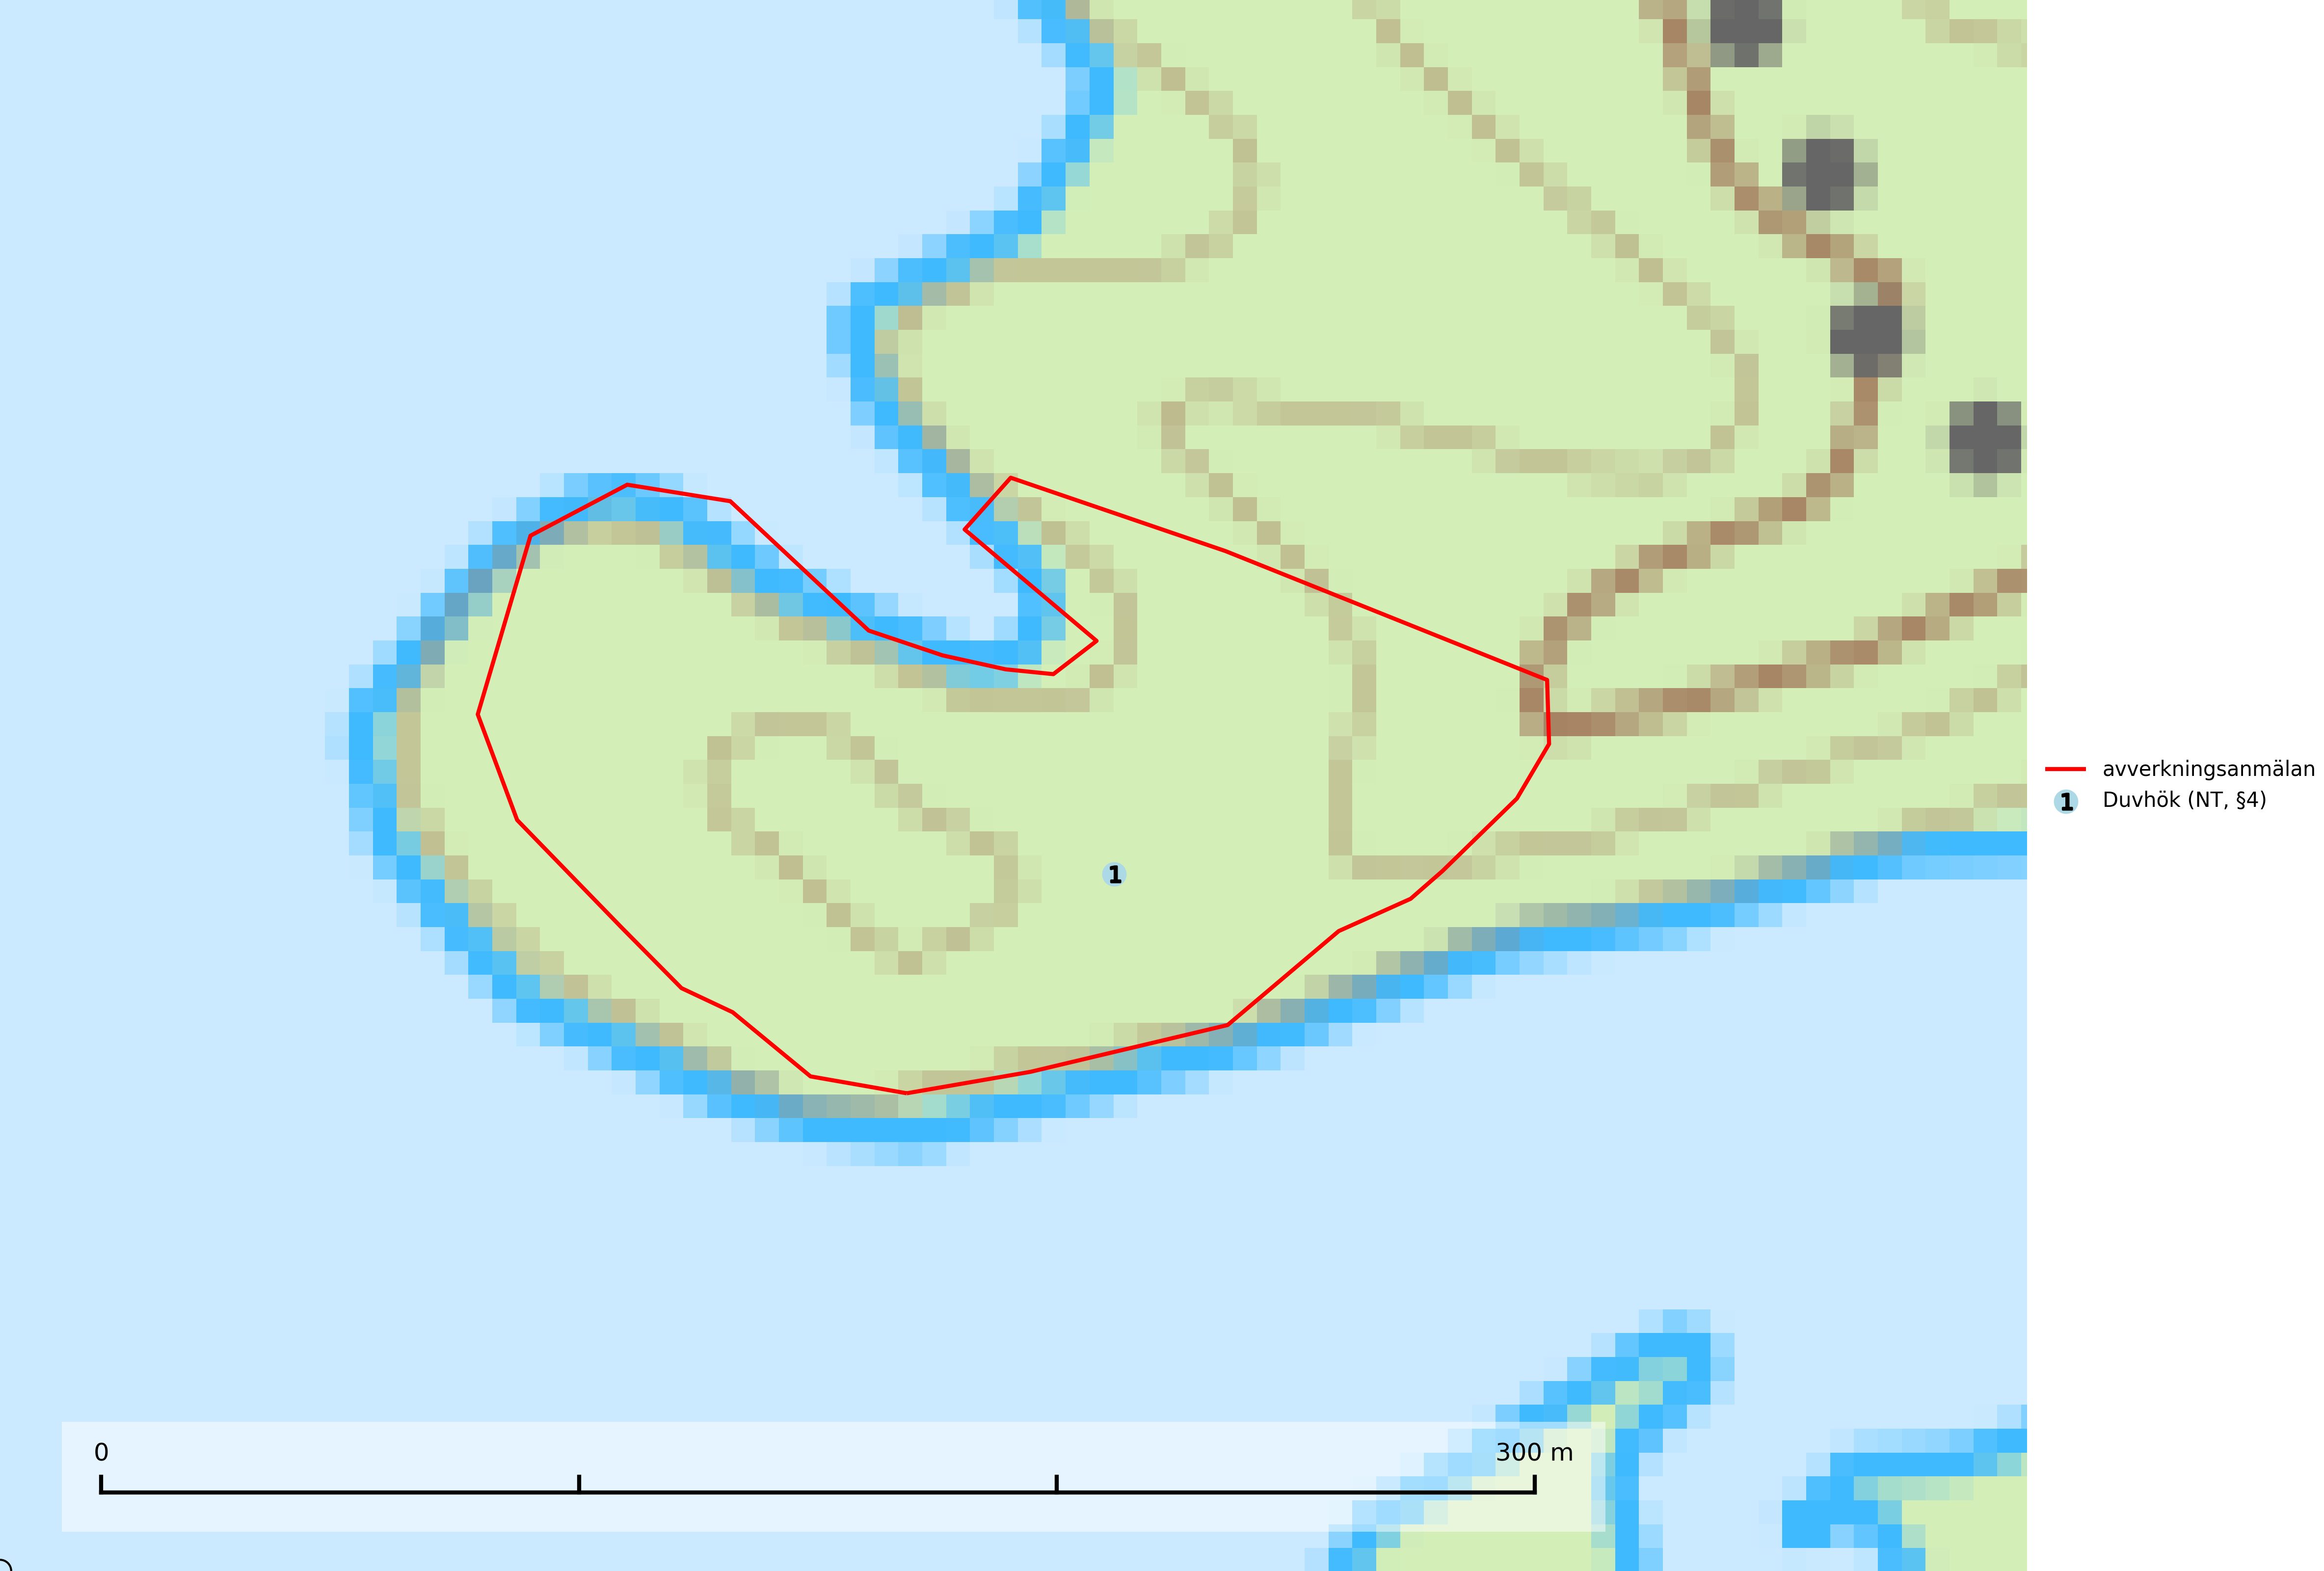 avverkningsanmälan
1 Duvhök (NT, §4)
1
0 300 m